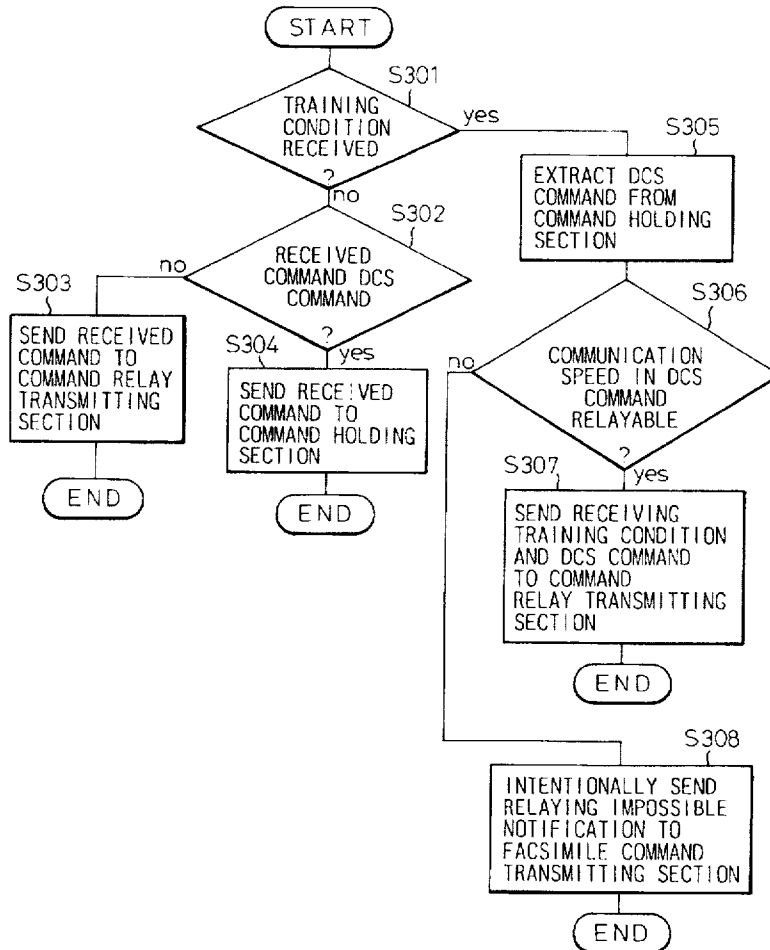 START
S301
TRAINING
CONDITION
RECEIVED
?
yes
no
S305
EXTRACT DCS
COMMAND FROM
COMMAND HOLDING
SECTION
S302
RECEIVED
COMMAND DCS
COMMAND
?
no
yes
S303
SEND RECEIVED
COMMAND TO
COMMAND RELAY
TRANSMITTING
SECTION
END
S304
SEND RECEIVED
COMMAND TO
COMMAND HOLDING
SECTION
END
S306
COMMUNICATION
SPEED IN DCS
COMMAND
RELAYABLE
?
no
yes
S307
SEND RECEIVING
TRAINING CONDITION
AND DCS COMMAND
TO COMMAND
RELAY TRANSMITTING
SECTION
END
S308
INTENTIONALLY SEND
RELAYING IMPOSSIBLE
NOTIFICATION TO
FACSIMILE COMMAND
TRANSMITTING SECTION
END